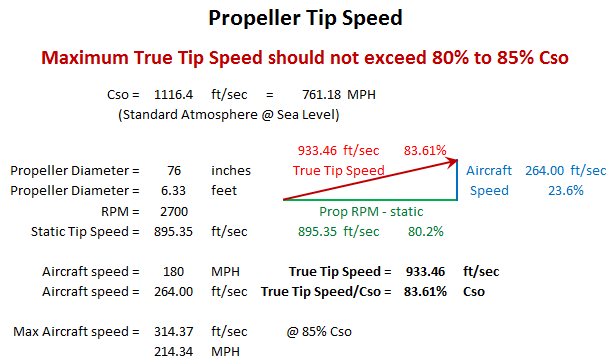 Propeller Tip Speed
Maximum True Tip Speed should not exceed 80% to 85% Cso
Cso = 1116.4 ft/sec = 761.18 MPH
(Standard Atmosphere @ Sea Level)
933.46 ft/sec 83.61%
Propeller Diameter = 76 inches True Tip Speed Aircraft 264.00 ft/sec
Propeller Diameter = 6.33 feet Speed 23.6%
RPM = 2700 Prop RPM - static
Static Tip Speed = 895.35 ft/sec 895.35 ft/sec 80.2%
Aircraft speed = 180 MPH True Tip Speed = 933.46 ft/sec
Aircraft speed = 264.00 ft/sec True Tip Speed/Cso = 83.61% Cso
Max Aircraft speed = 314.37 ft/sec @ 85% Cso
214.34 MPH